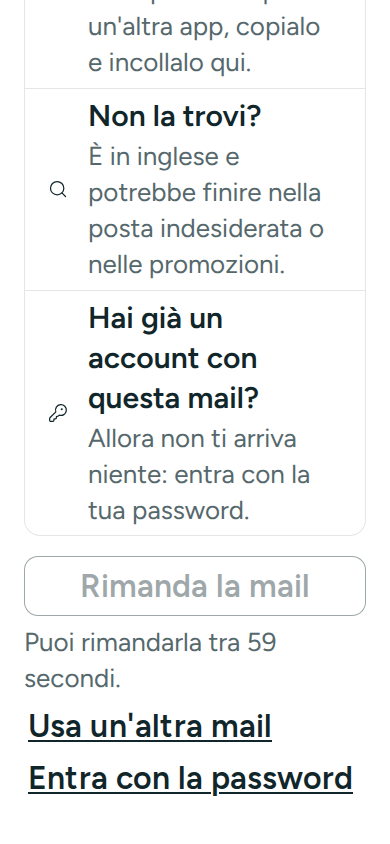 un'altra app, copialo
e incollalo qui.
Non la trovi?
È in inglese e
potrebbe finire nella
posta indesiderata o
nelle promozioni.
Hai già un
account con
questa mail?
Allora non ti arriva
niente: entra con la
tua password.
Rimanda la mail
Puoi rimandarla tra 59
secondi.
Usa un'altra mail
Entra con la password